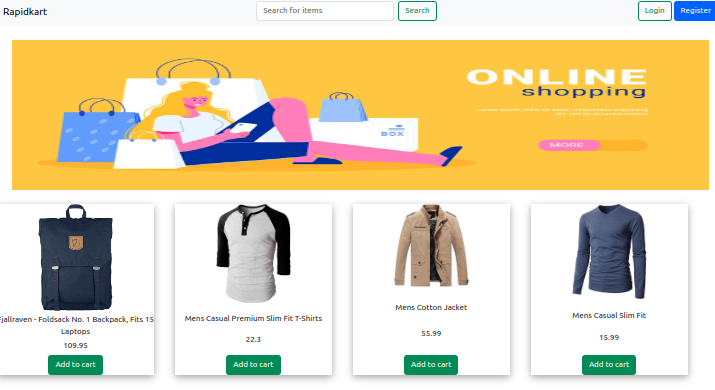 Rapidkart
Search for items
Search
Login
Register
ONLINE
shopping
BOX
MORE
Fjallraven - Foldsack No. 1 Backpack, Fits 15
Laptops
109.95
Add to cart
Mens Casual Premium Slim Fit T-Shirts
22.3
Add to cart
Mens Cotton Jacket
55.99
Add to cart
Mens Casual Slim Fit
15.99
Add to cart